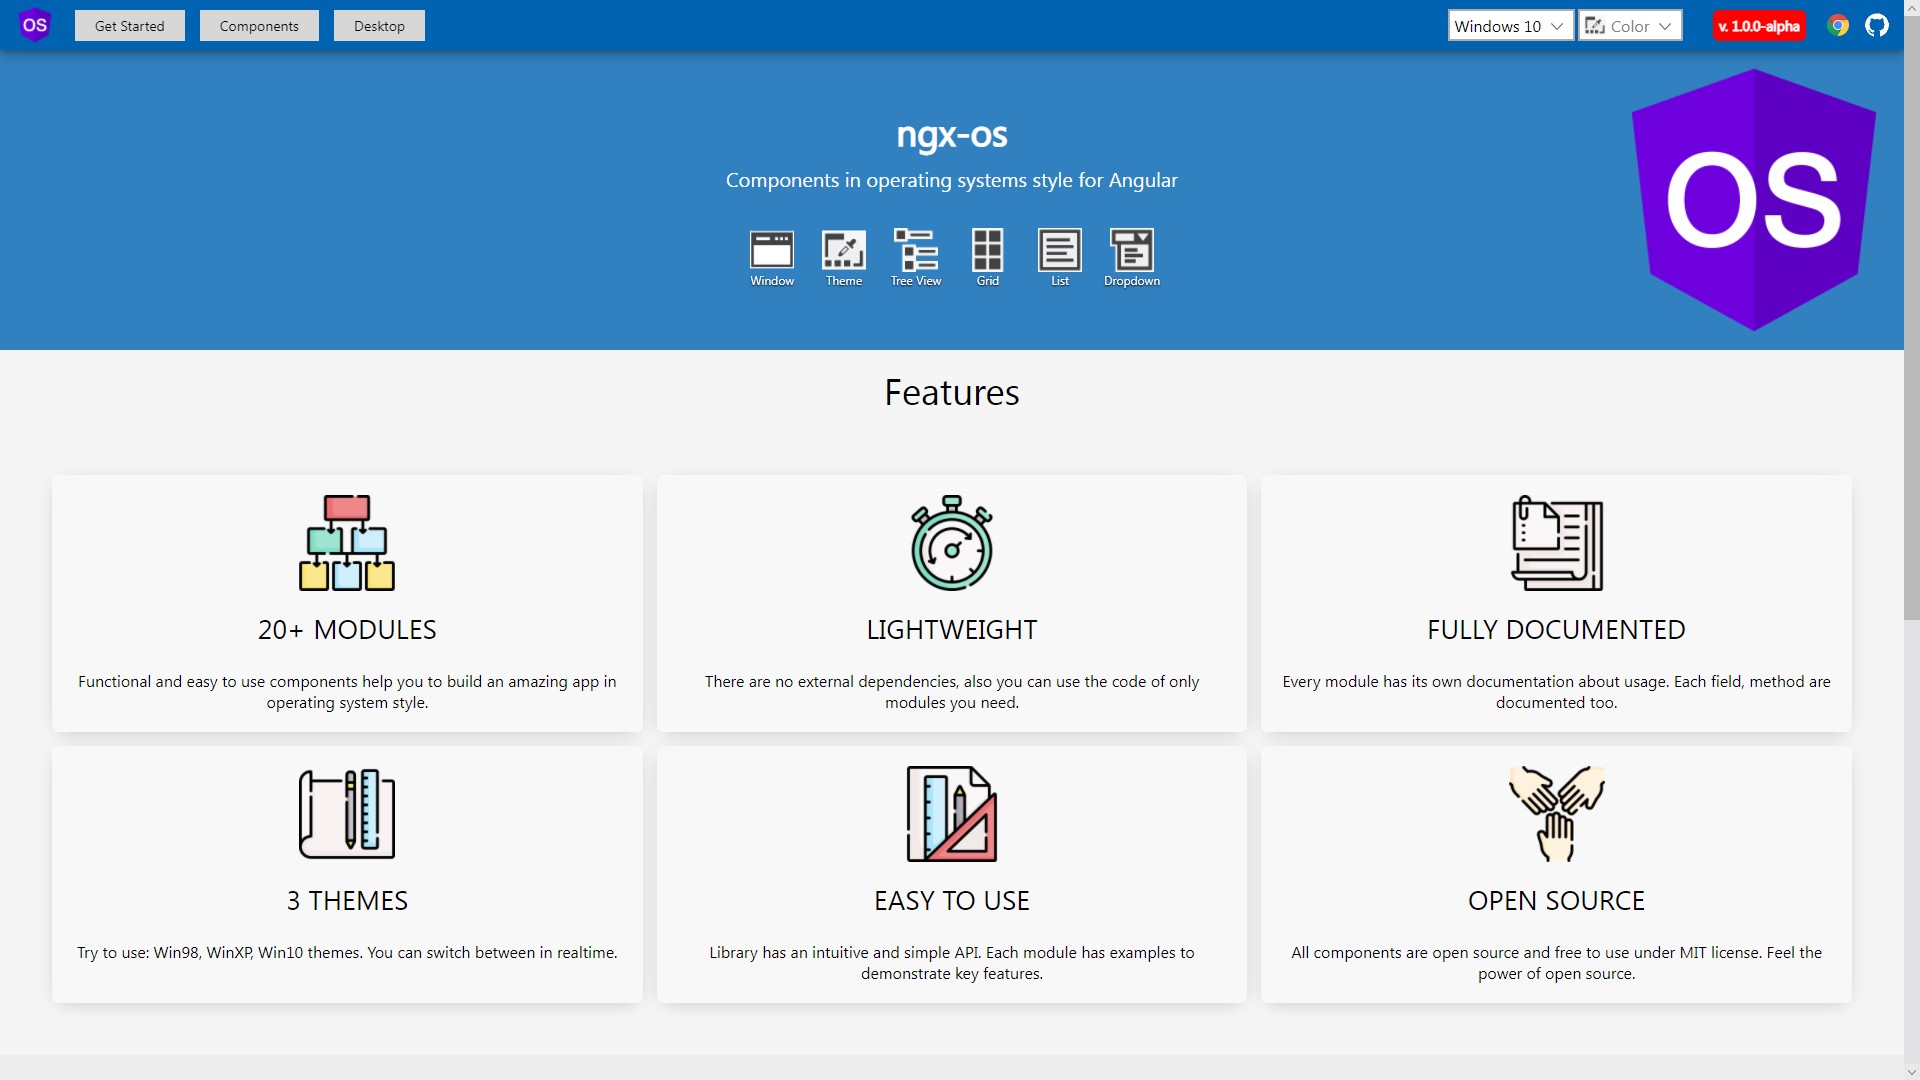 OS
Get Started
Components
Desktop
Windows 10
Color
v. 1.0.0-alpha
ngx-os
Components in operating systems style for Angular
OS
Window
Theme
Tree View
Grid
List
Dropdown
Features
20+ MODULES
Functional and easy to use components help you to build an amazing app in
operating system style.
LIGHTWEIGHT
There are no external dependencies, also you can use the code of only
modules you need.
FULLY DOCUMENTED
Every module has its own documentation about usage. Each field, method are
documented too.
3 THEMES
Try to use: Win98, WinXP, Win10 themes. You can switch between in realtime.
EASY TO USE
Library has an intuitive and simple API. Each module has examples to
demonstrate key features.
OPEN SOURCE
All components are open source and free to use under MIT license. Feel the
power of open source.